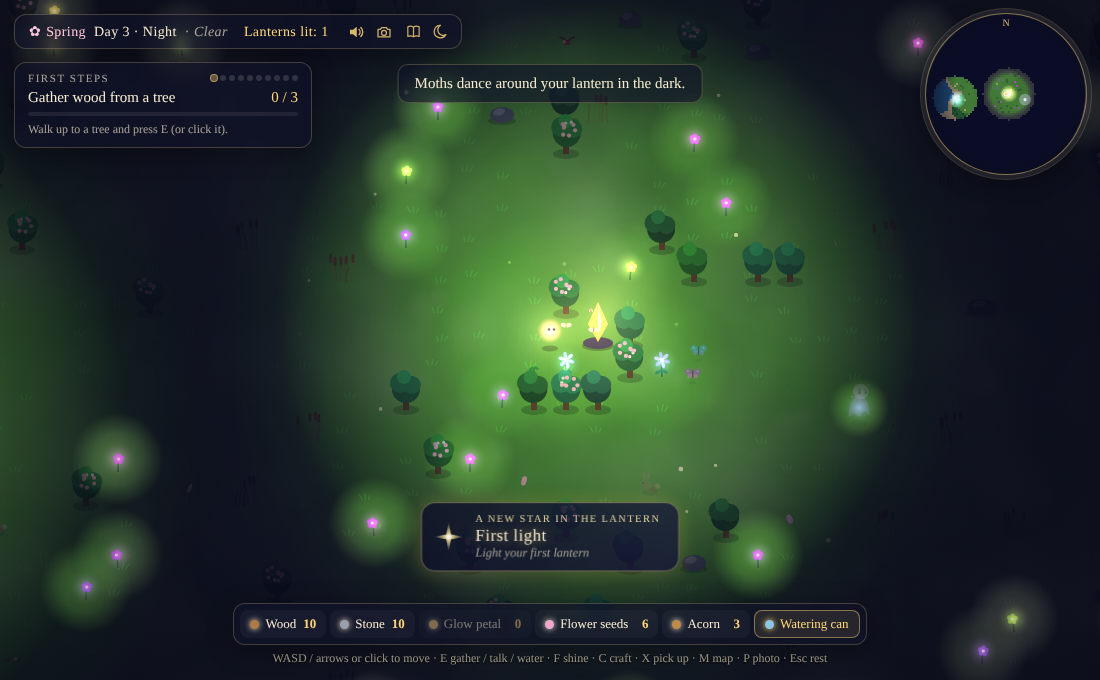 ✿ Spring Day 3 · Night · Clear Lanterns lit: 1
FIRST STEPS
Gather wood from a tree 0 / 3
Walk up to a tree and press E (or click it).
Moths dance around your lantern in the dark.
N
A NEW STAR IN THE LANTERN
First light
Light your first lantern
Wood 10 Stone 10 Glow petal 0 Flower seeds 6 Acorn 3 Watering can
WASD / arrows or click to move · E gather / talk / water · F shine · C craft · X pick up · M map · P photo · Esc rest